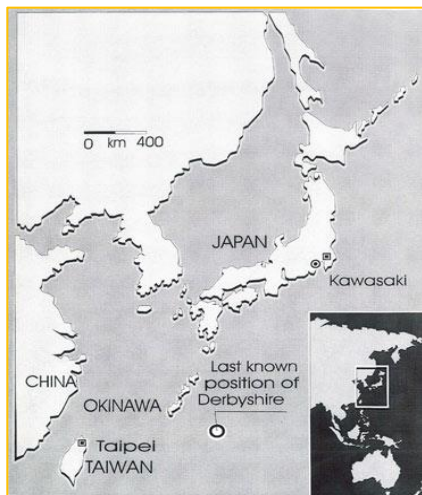 0 km 400
JAPAN
Kawasaki
Last known
position of
Derbyshire
CHINA
OKINAWA
Taipei
TAIWAN